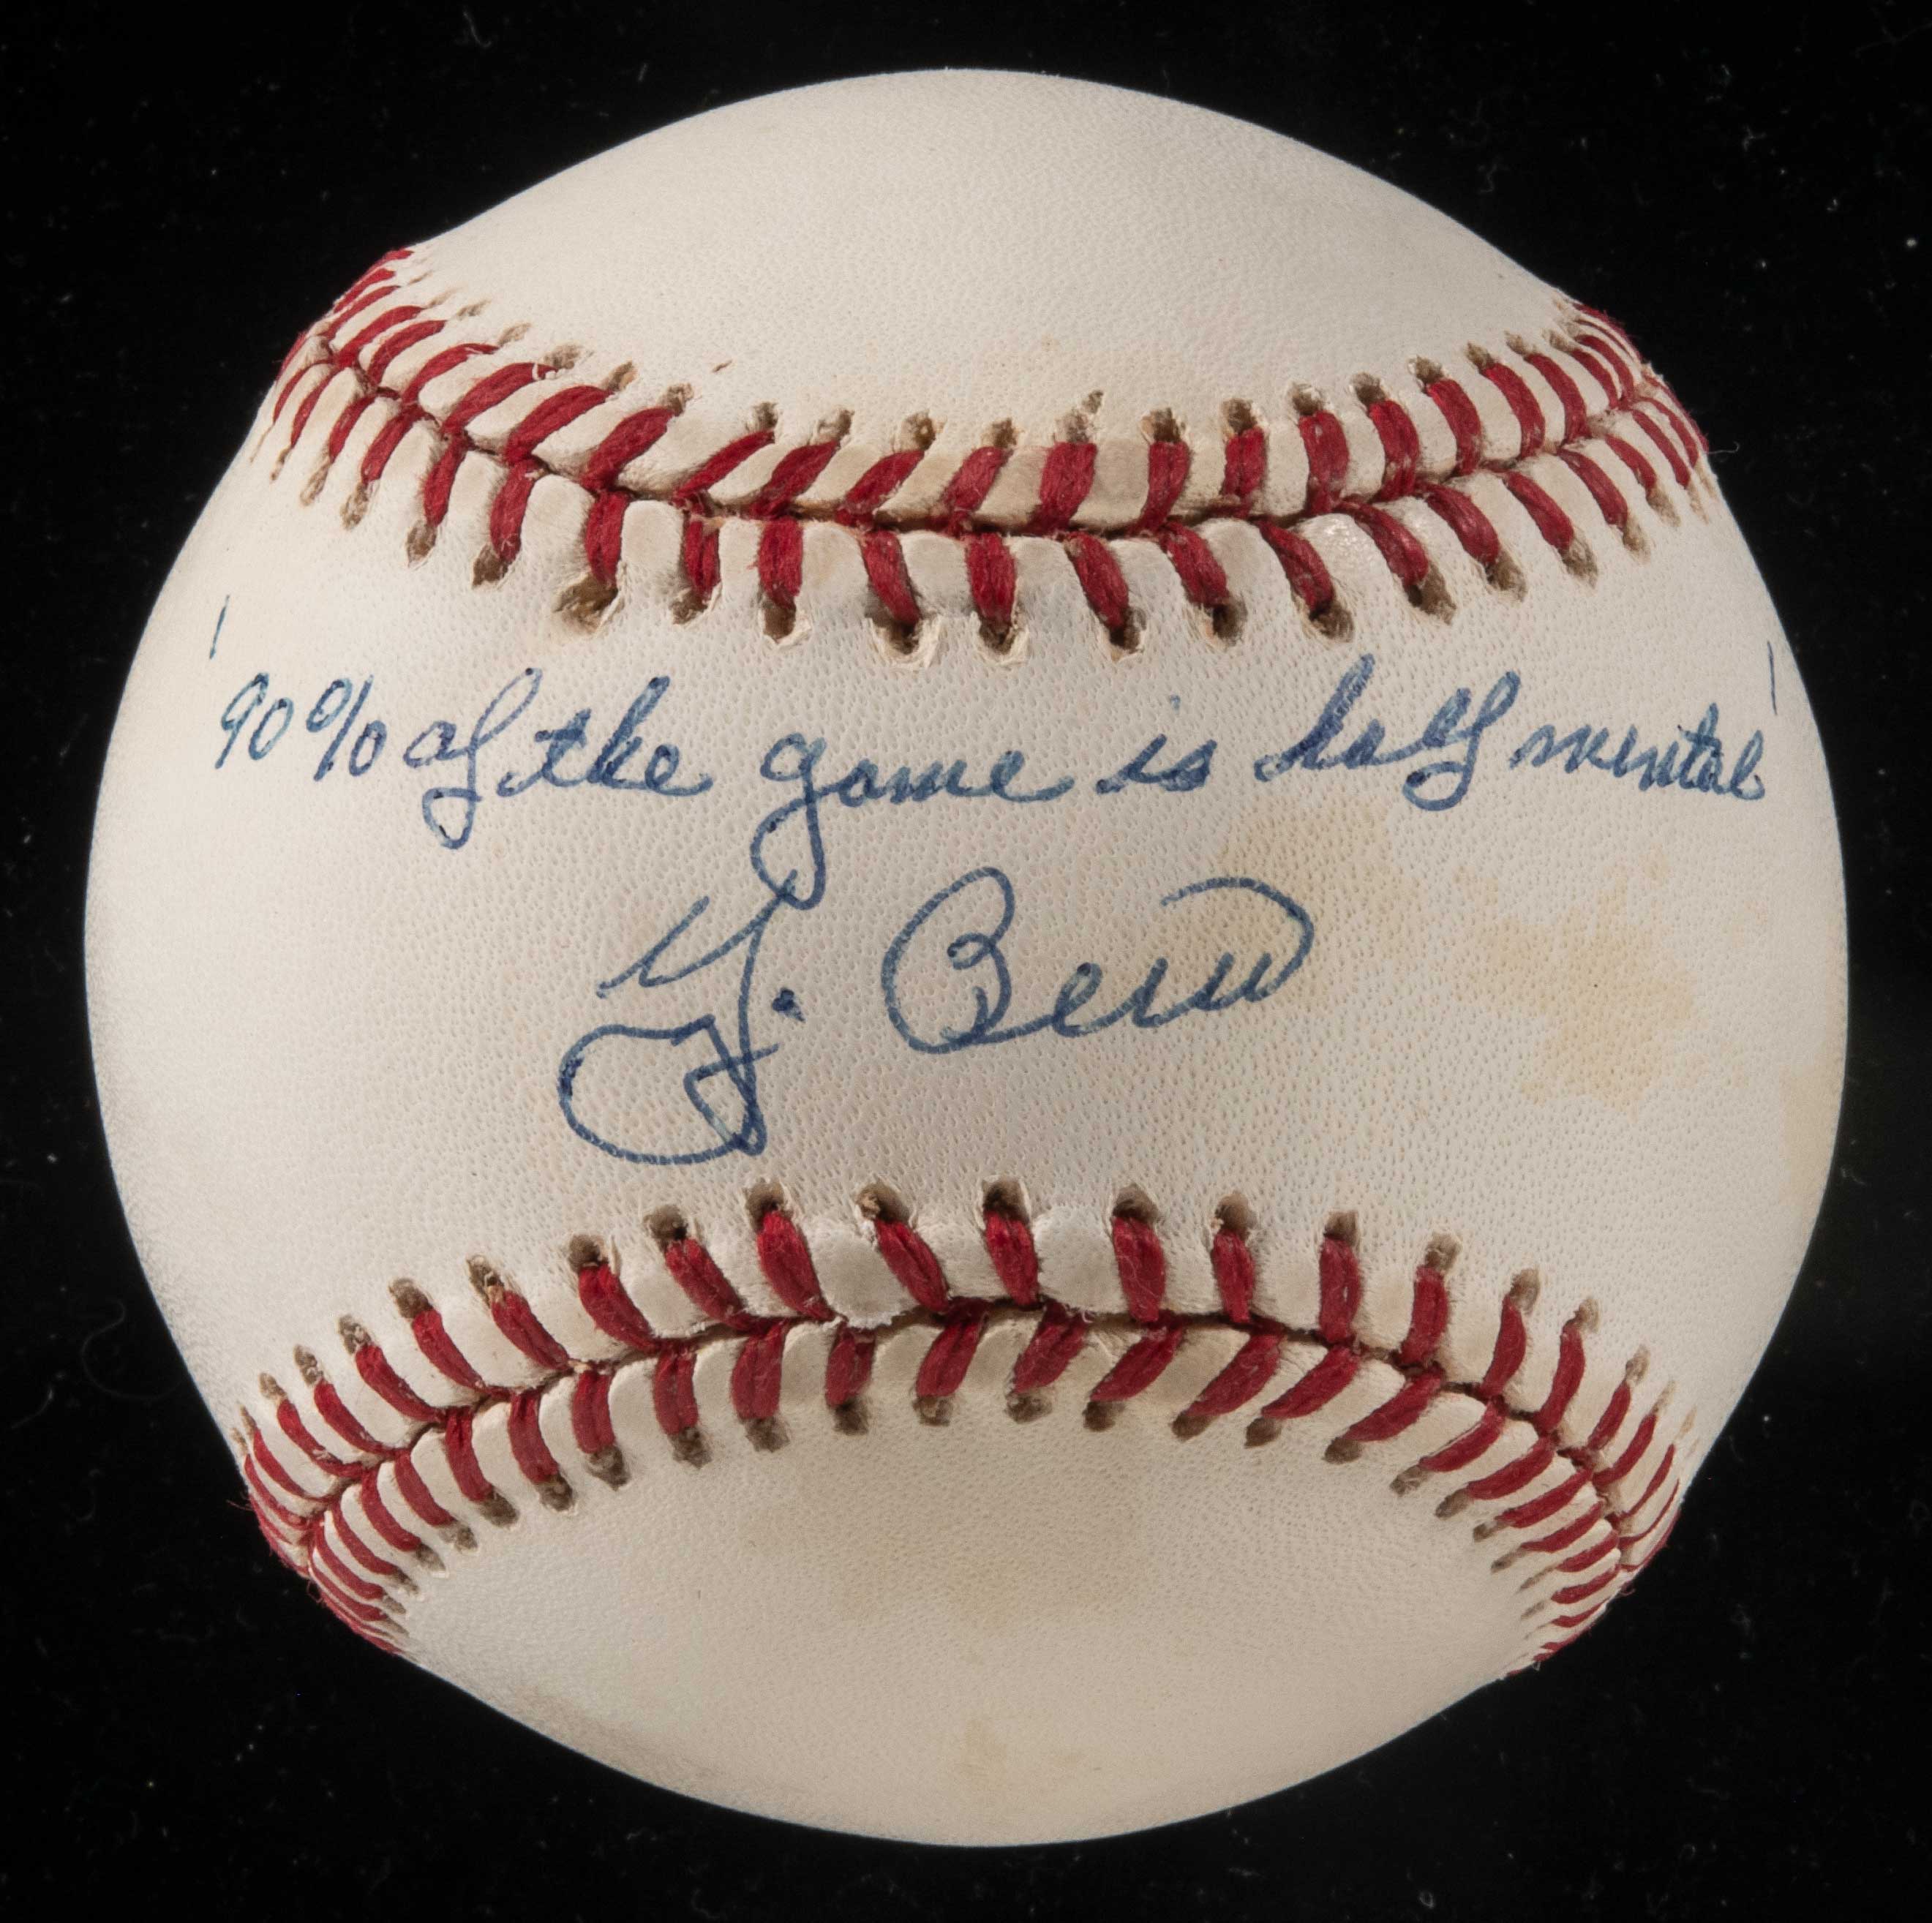 '90% of the game is half mental'
Y. Berra